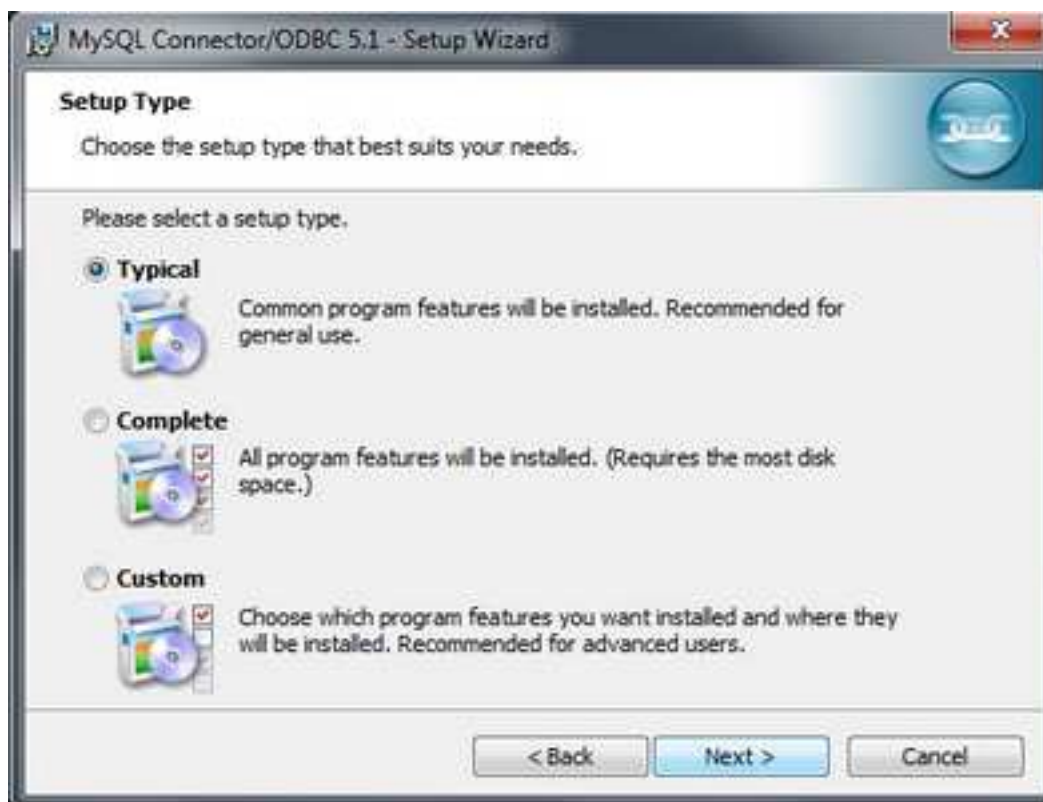 MySQL Connector/ODBC 5.1 - Setup Wizard
Setup Type
Choose the setup type that best suits your needs.
Please select a setup type.
Typical
Common program features will be installed. Recommended for
general use.
Complete
All program features will be installed. (Requires the most disk
space.)
Custom
Choose which program features you want installed and where they
will be installed. Recommended for advanced users.
< Back
Next >
Cancel